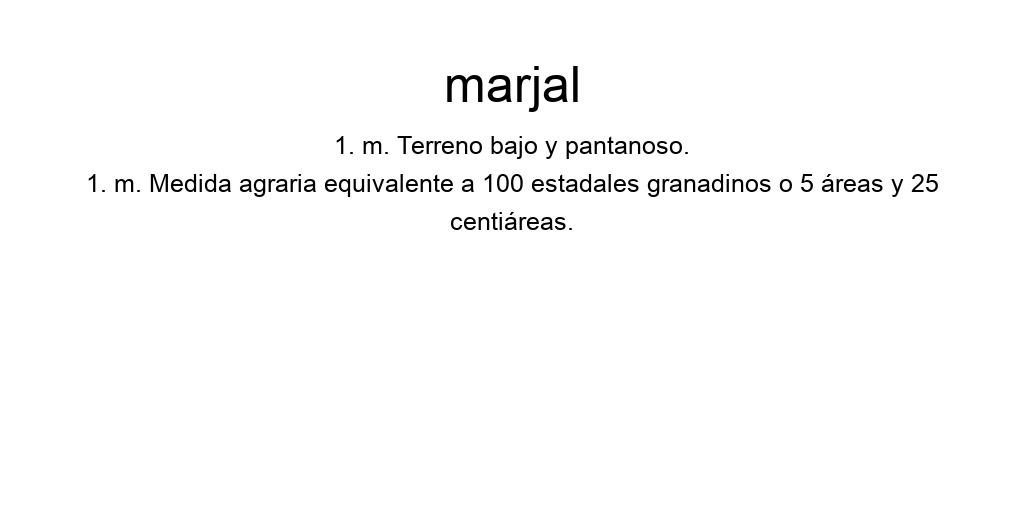 marjal
1. m. Terreno bajo y pantanoso.
1. m. Medida agraria equivalente a 100 estadales granadinos o 5 áreas y 25
centiáreas.